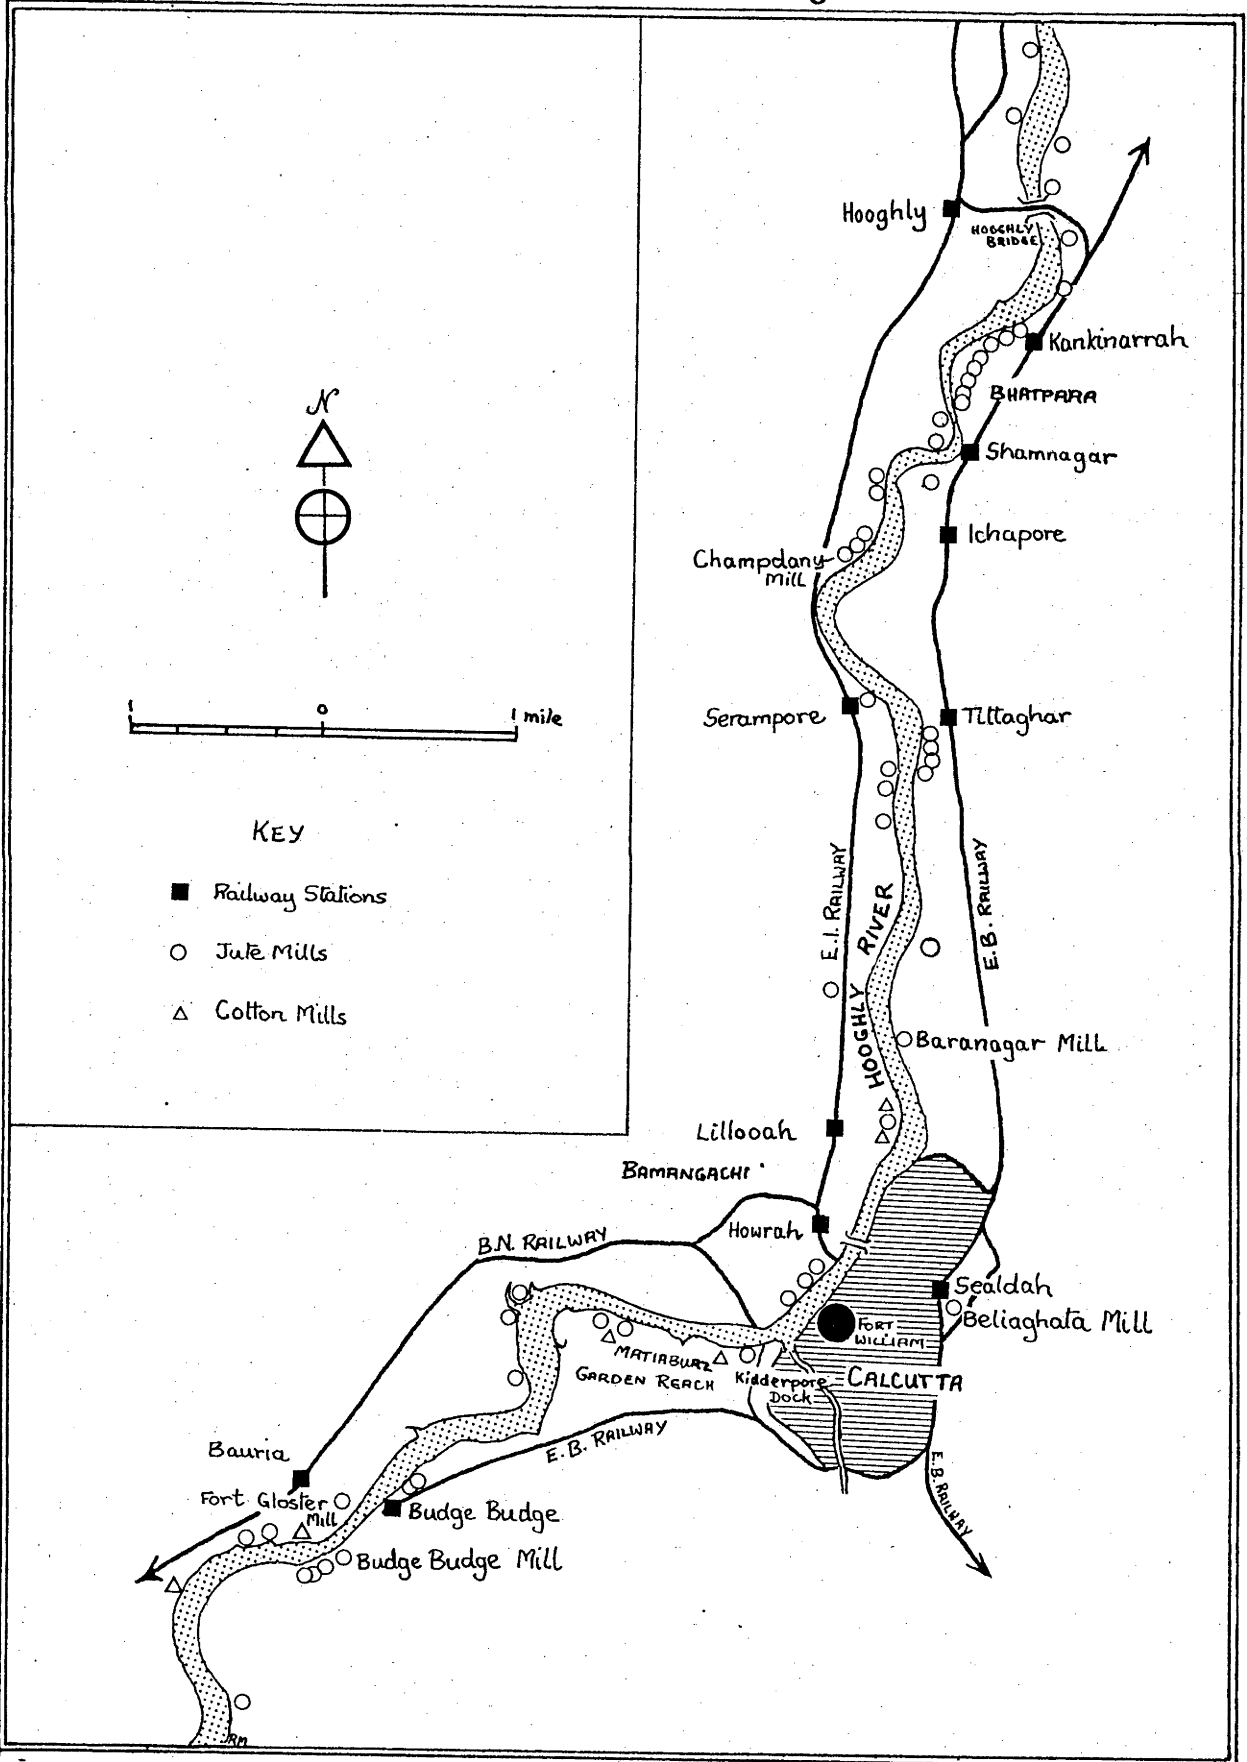 N
1
0
1 mile
KEY
Railway Stations
Jute Mills
Cotton Mills
Hooghly
HOOGHLY
BRIDGE
Kankinarrah
BHATPARA
Shamnagar
Ichapore
Champdany
Mill
Serampore
Tittaghar
E.I. RAILWAY
HOOGHLY RIVER
E.B. RAILWAY
Baranagar Mill
Lillooah
BAMANGACHI
Howrah
B.N. RAILWAY
Sealdah
Beliaghata Mill
FORT
WILLIAM
MATIABURZ
GARDEN REACH
Kidderpore
Dock
CALCUTTA
E.B. RAILWAY
Bauria
Fort Gloster
Mill
Budge Budge
E.B RAILWAY
Budge Budge Mill
RM